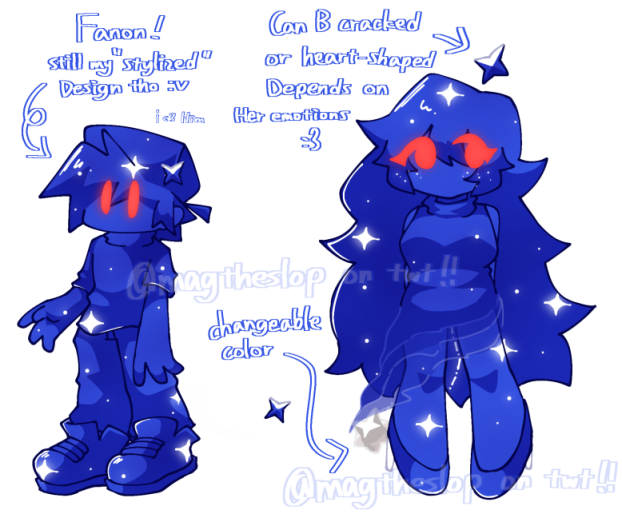 Fanon!
still my "stylized"
Design tho :v
i <3 Him
Can B cracked
or heart-shaped
Depends on
Her emotions
:3
@magtheslop on twt!!
changeable
color
@magtheslop on twt!!